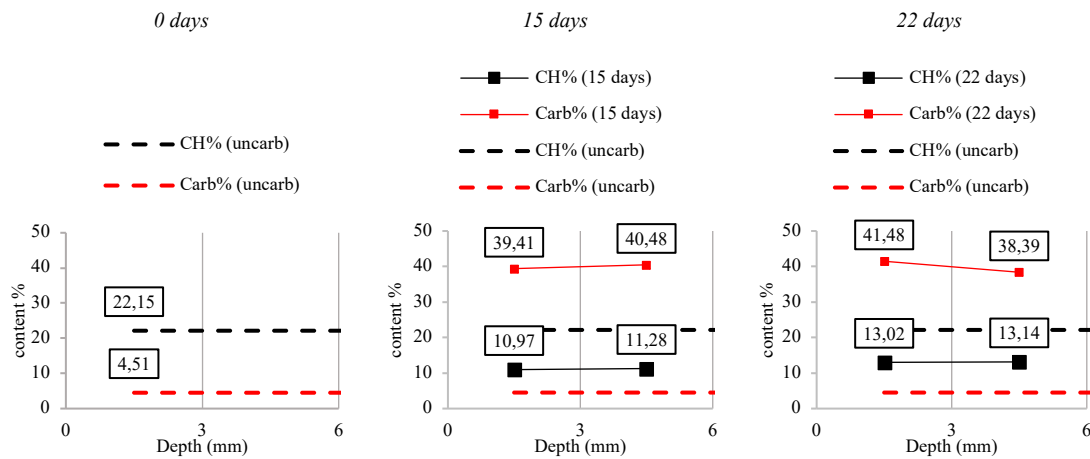 0 days
CH% (uncarb)
Carb% (uncarb)
50
40
30
20
10
0
content %
22,15
4,51
0
3
6
Depth (mm)
15 days
CH% (15 days)
Carb% (15 days)
CH% (uncarb)
Carb% (uncarb)
50
40
30
20
10
0
content %
39,41
40,48
10,97
11,28
0
3
6
Depth (mm)
22 days
CH% (22 days)
Carb% (22 days)
CH% (uncarb)
Carb% (uncarb)
50
40
30
20
10
0
content %
41,48
38,39
13,02
13,14
0
3
6
Depth (mm)